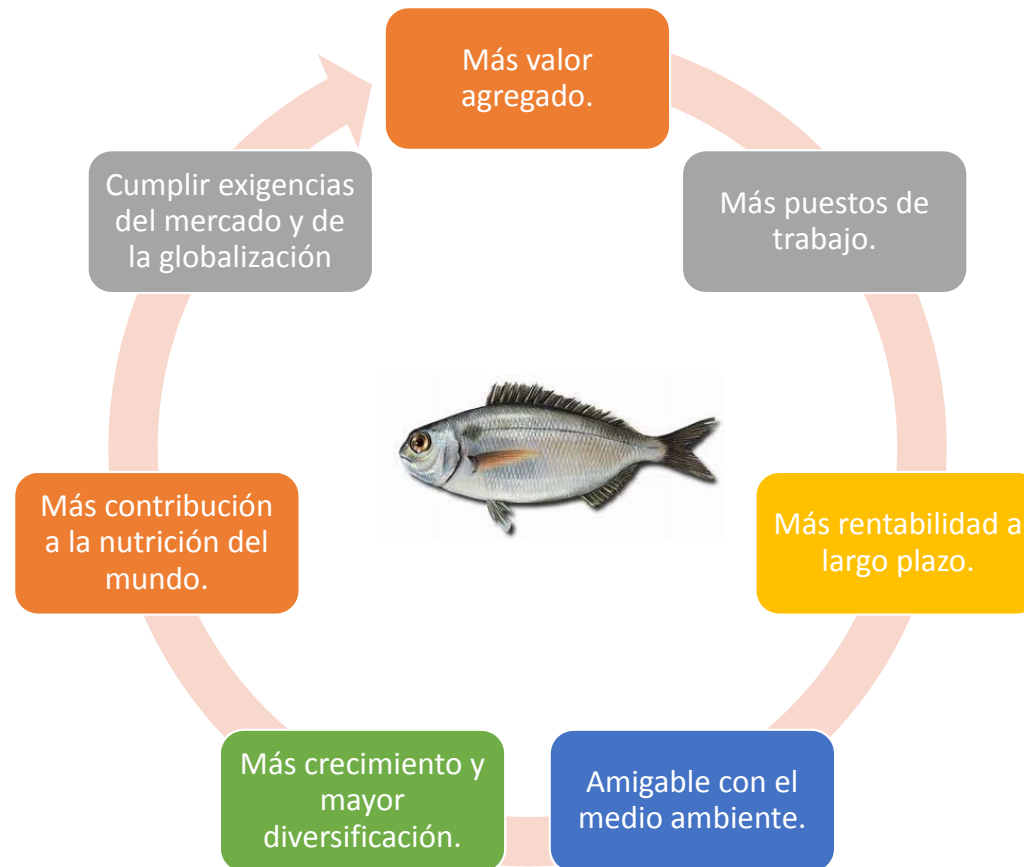 Más valor
agregado.
Más puestos de
trabajo.
Más rentabilidad a
largo plazo.
Amigable con el
medio ambiente.
Más crecimiento y
mayor
diversificación.
Más contribución
a la nutrición del
mundo.
Cumplir exigencias
del mercado y de
la globalización